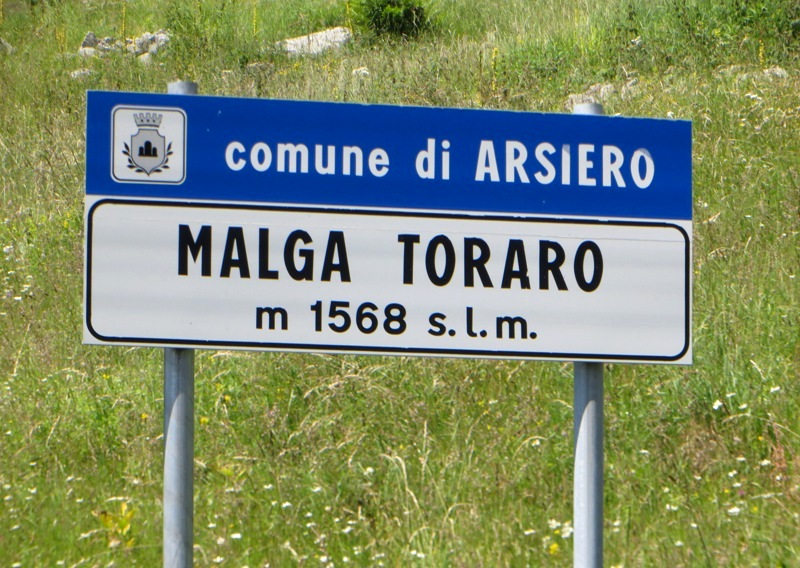 comune di ARSIERO
MALGA TORARO
m 1568 s.l.m.